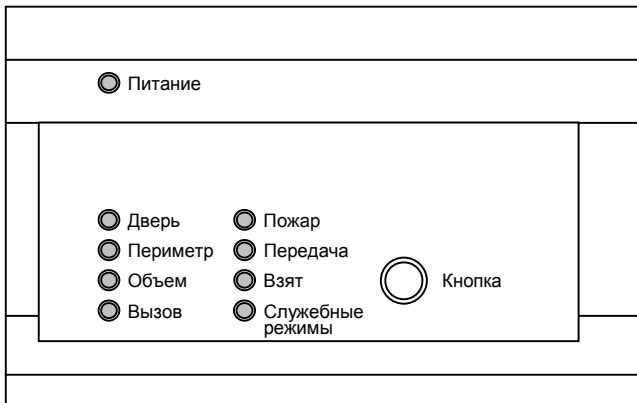 Питание
Дверь
Периметр
Объем
Вызов
Пожар
Передача
Взят
Служебные
режимы
Кнопка